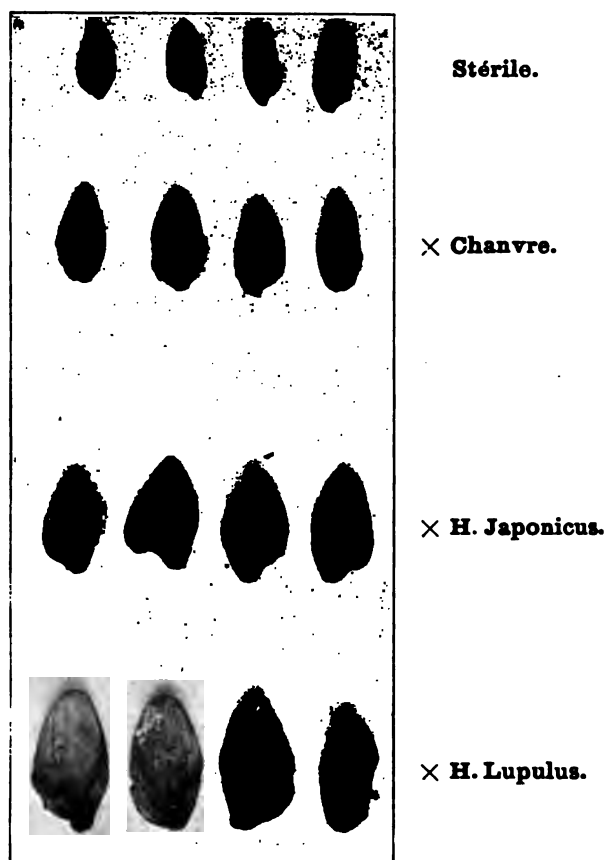 Stérile.
× Chanvre.
× H. Japonicus.
× H. Lupulus.